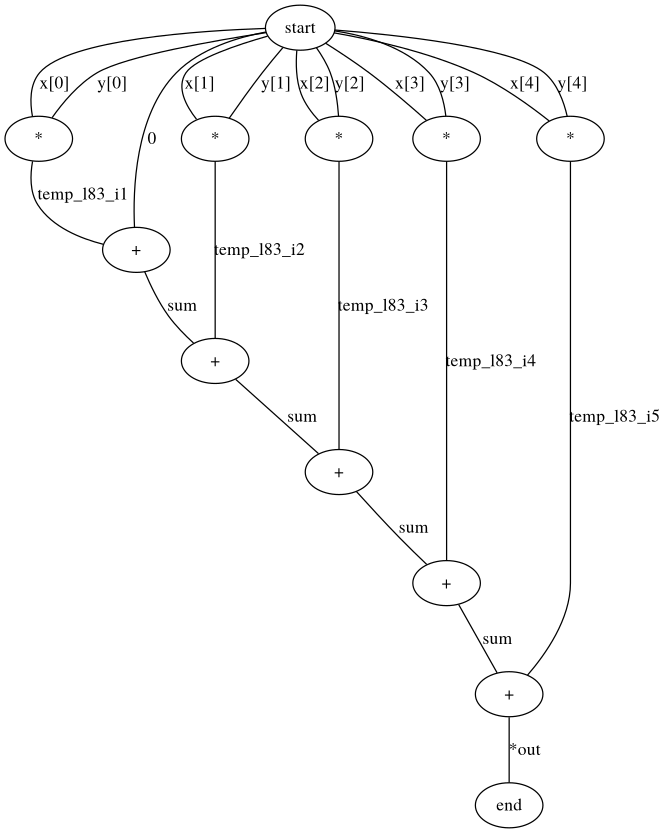 start
x[0] y[0] x[1] y[1] x[2] y[2] x[3] y[3] x[4] y[4]
* 0 * * * *
temp_l83_i1
+ temp_l83_i2
sum temp_l83_i3
+ temp_l83_i4
sum temp_l83_i5
+
sum
+
sum
+
*out
end